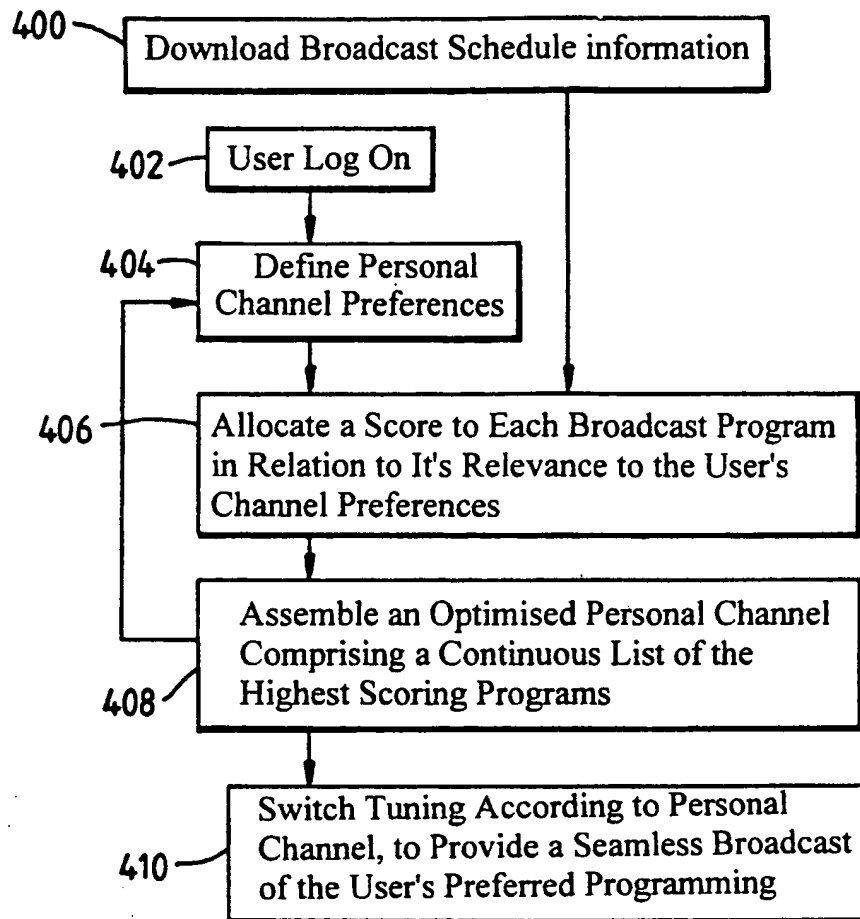 400
Download Broadcast Schedule information
402
User Log On
404
Define Personal
Channel Preferences
406
Allocate a Score to Each Broadcast Program
in Relation to It's Relevance to the User's
Channel Preferences
408
Assemble an Optimised Personal Channel
Comprising a Continuous List of the
Highest Scoring Programs
410
Switch Tuning According to Personal
Channel, to Provide a Seamless Broadcast
of the User's Preferred Programming